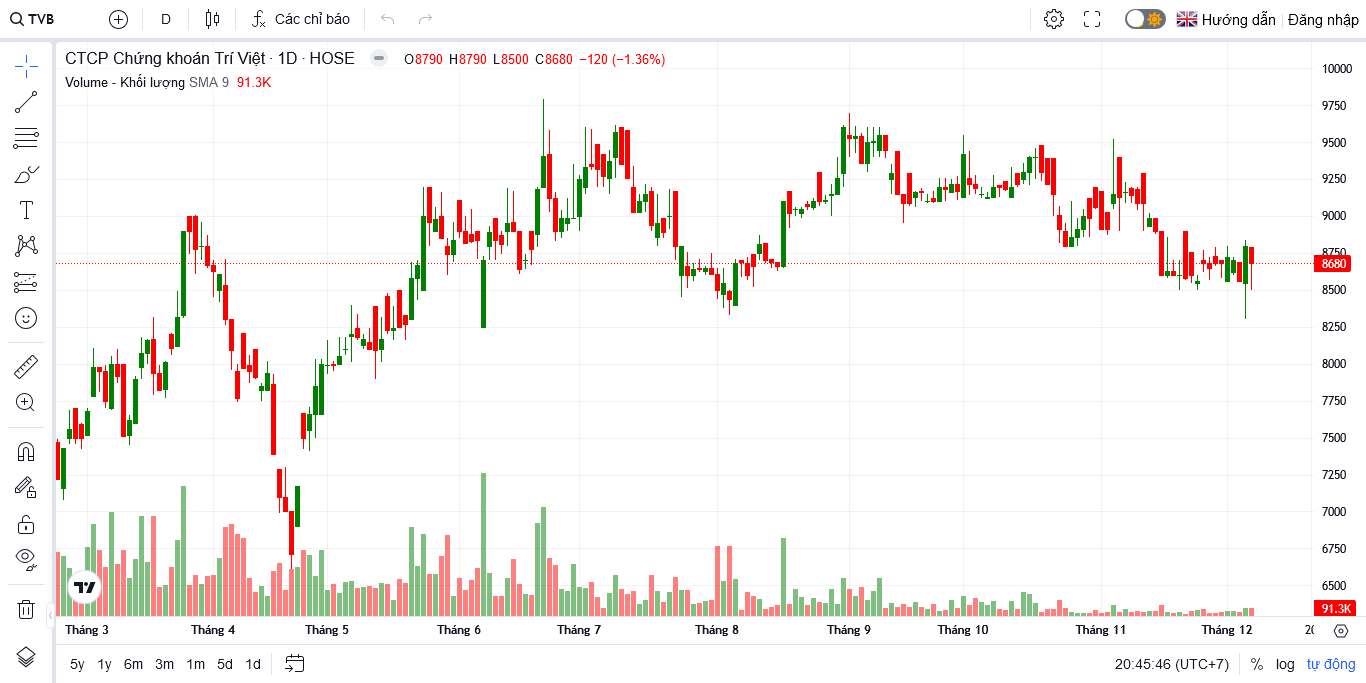 TVB D Các chỉ báo Hướng dẫn Đăng nhập
CTCP Chứng khoán Trí Việt · 1D · HOSE O8790 H8790 L8500 C8680 −120 (−1.36%)
Volume - Khối lượng SMA 9 91.3K
10000
9750
9500
9250
9000
8750
8680
8500
8250
8000
7750
7500
7250
7000
6750
6500
91.3K
Tháng 3 Tháng 4 Tháng 5 Tháng 6 Tháng 7 Tháng 8 Tháng 9 Tháng 10 Tháng 11 Tháng 12
5y 1y 6m 3m 1m 5d 1d 20:45:46 (UTC+7) % log tự động